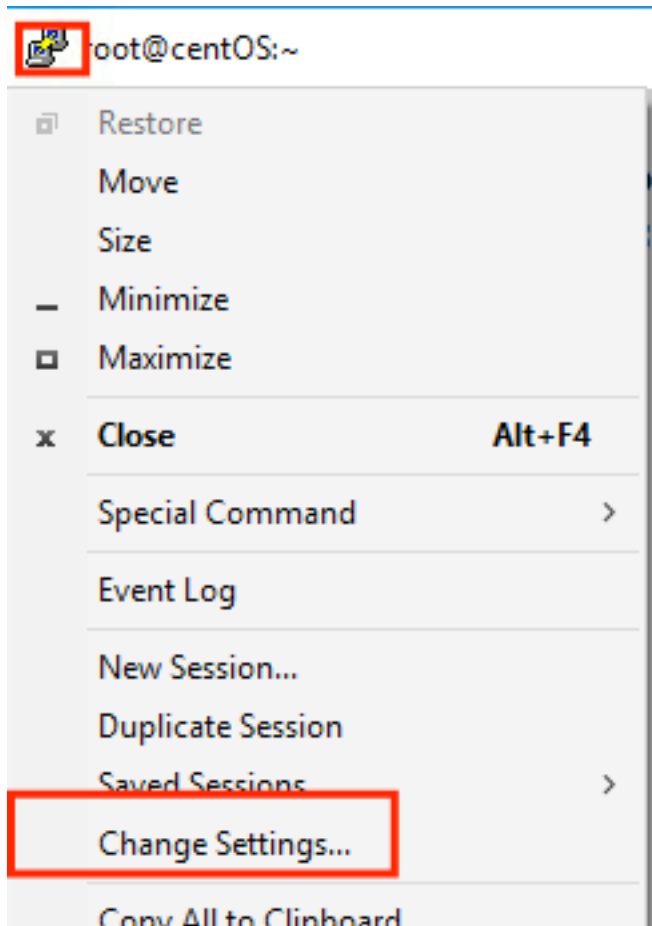 root@centOS:~
Restore
Move
Size
Minimize
Maximize
Close Alt+F4
Special Command
Event Log
New Session...
Duplicate Session
Saved Sessions
Change Settings...
Copy All to Clipboard